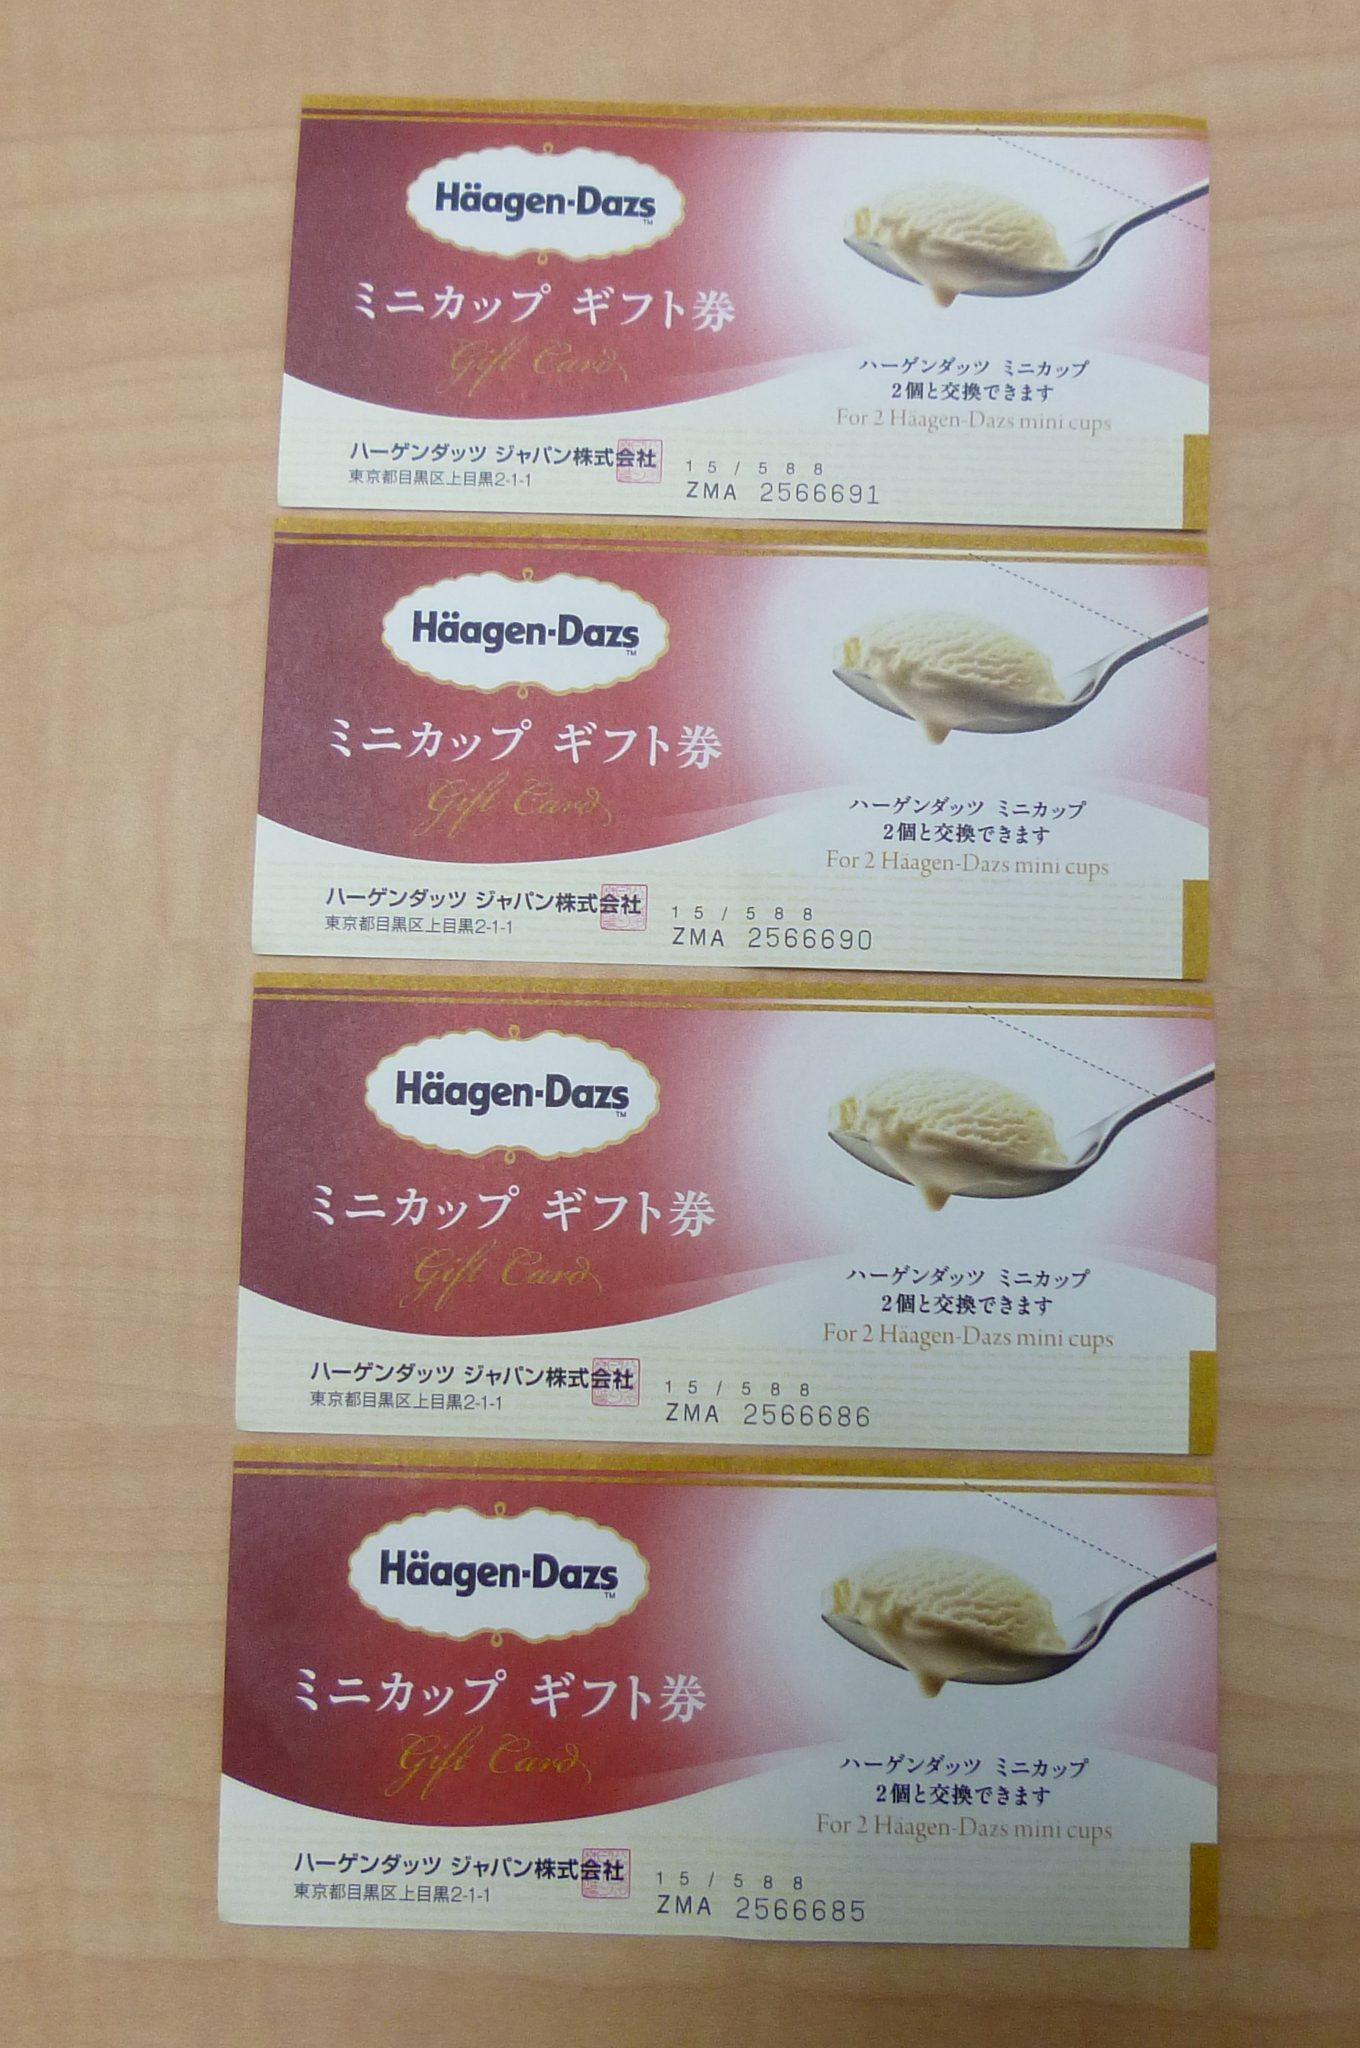 Häagen-Dazs
TM
ミニカップ ギフト券
Gift Card
ハーゲンダッツ ミニカップ
2個と交換できます
For 2 Häagen-Dazs mini cups
ハーゲンダッツ ジャパン株式会社
東京都目黒区上目黒2-1-1
15/588
ZMA 2566691
Häagen-Dazs
TM
ミニカップ ギフト券
Gift Card
ハーゲンダッツ ミニカップ
2個と交換できます
For 2 Häagen-Dazs mini cups
ハーゲンダッツ ジャパン株式会社
東京都目黒区上目黒2-1-1
15/588
ZMA 2566690
Häagen-Dazs
TM
ミニカップ ギフト券
Gift Card
ハーゲンダッツ ミニカップ
2個と交換できます
For 2 Häagen-Dazs mini cups
ハーゲンダッツ ジャパン株式会社
東京都目黒区上目黒2-1-1
15/588
ZMA 2566686
Häagen-Dazs
TM
ミニカップ ギフト券
Gift Card
ハーゲンダッツ ミニカップ
2個と交換できます
For 2 Häagen-Dazs mini cups
ハーゲンダッツ ジャパン株式会社
東京都目黒区上目黒2-1-1
15/588
ZMA 2566685